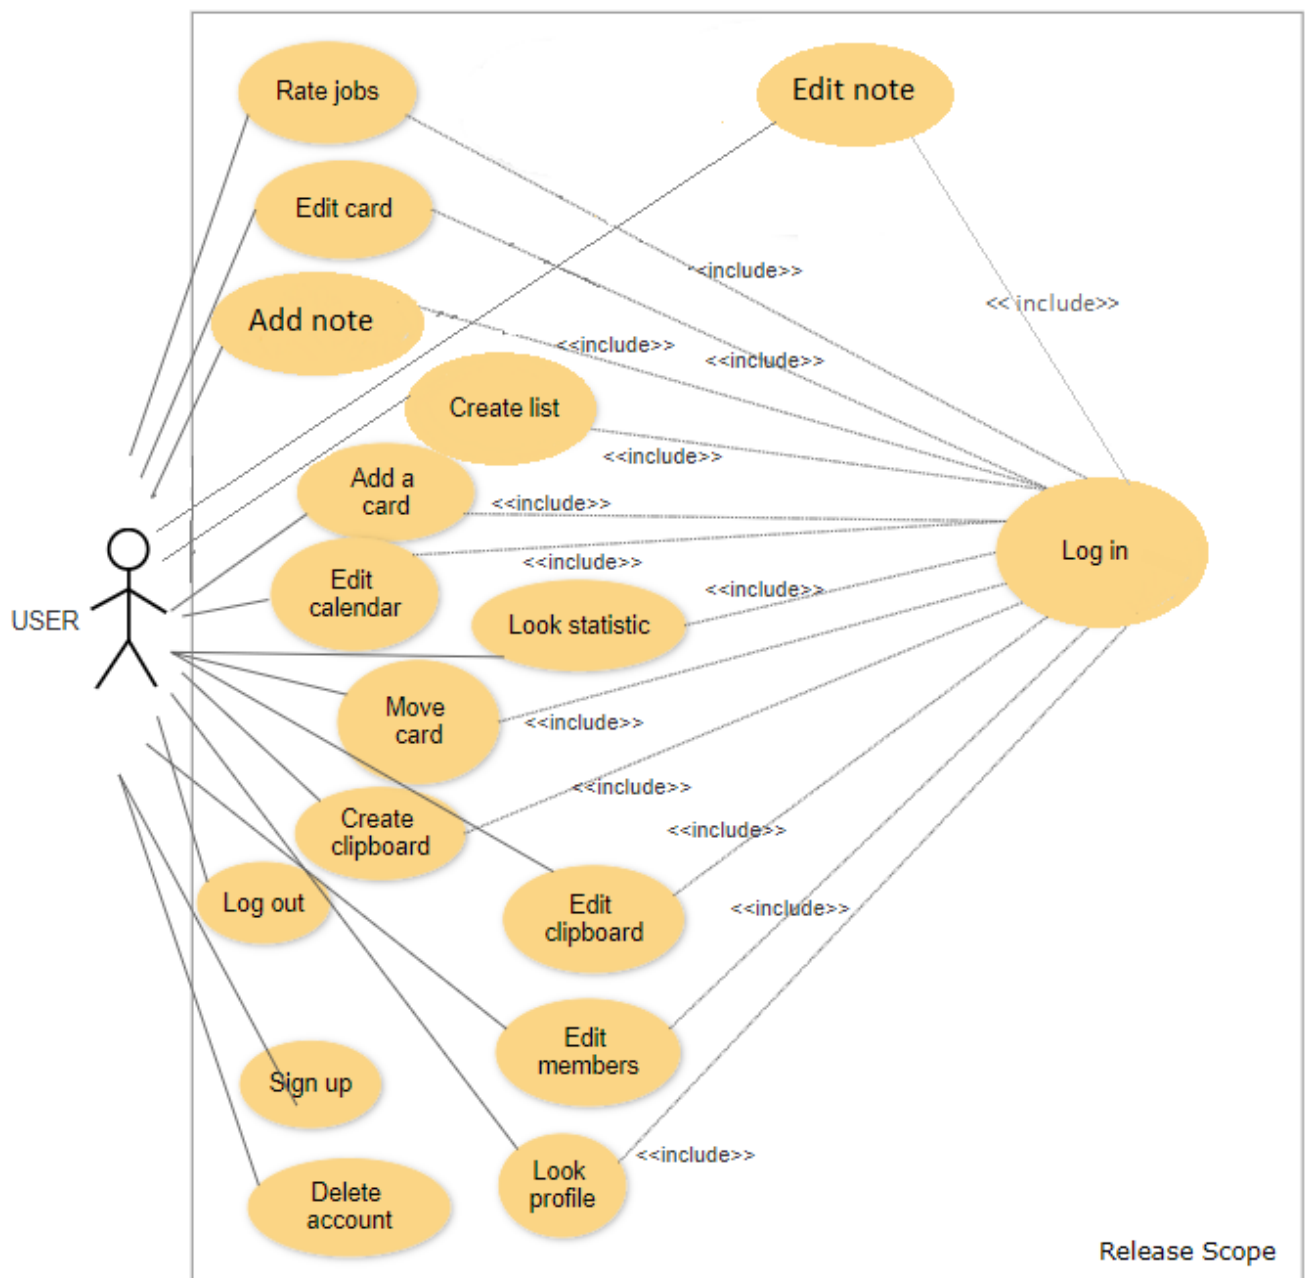 Rate jobs
Edit note
Edit card
<<include>>
<< include>>
Add note
<<include>>
<<include>>
Create list
<<include>>
Add a
card
<<include>>
Log in
<<include>>
Edit
calendar
<<include>>
USER
Look statistic
Move
card
<<include>>
<<include>>
Create
clipboard
<<include>>
Log out
Edit
clipboard
<<include>>
Edit
members
Sign up
<<include>>
Look
profile
Delete
account
Release Scope